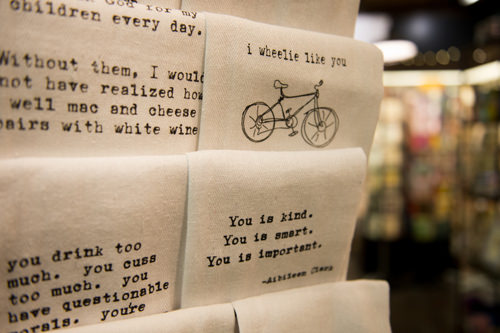 God for my
children every day.
Without them, I would
not have realized how
well mac and cheese
pairs with white wine
i wheelie like you
You is kind.
You is smart.
You is important.
-Aibileen Clark
you drink too
much. you cuss
too much. you
have questionable
morals. you're